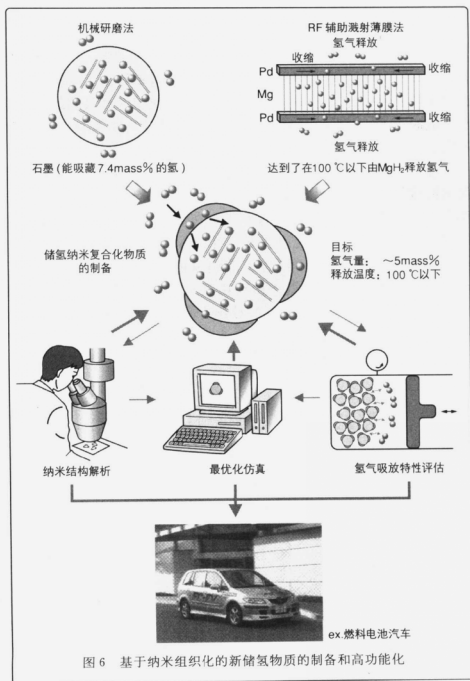 机械研磨法
石墨(能吸藏7.4mass%的氢)
RF辅助溅射薄膜法
氢气释放
收缩
Pd
收缩
Mg
Pd
收缩
氢气释放
达到了在100 ℃以下由MgH₂释放氢气
储氢纳米复合化物质
的制备
目标
氢气量: ～5mass%
释放温度: 100 ℃以下
纳米结构解析
最优化仿真
氢气吸放特性评估
ex.燃料电池汽车
图 6 基于纳米组织化的新储氢物质的制备和高功能化